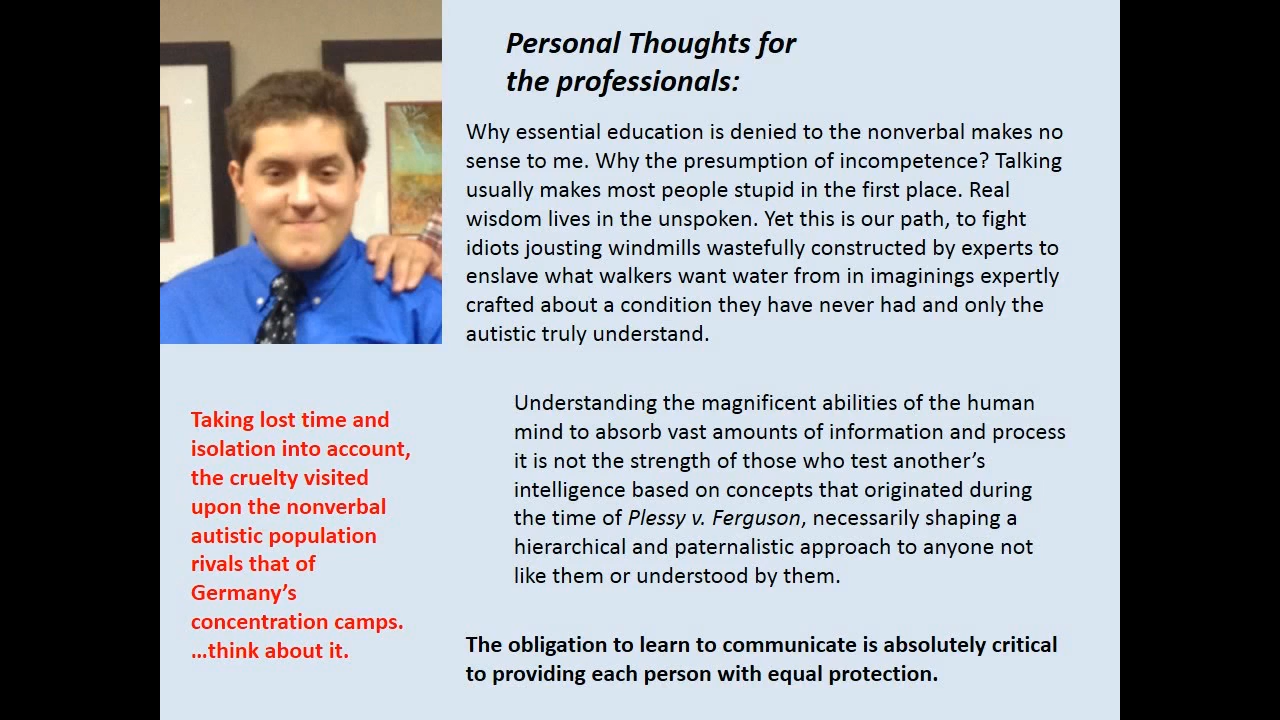 Personal Thoughts for
the professionals:
Why essential education is denied to the nonverbal makes no
sense to me. Why the presumption of incompetence? Talking
usually makes most people stupid in the first place. Real
wisdom lives in the unspoken. Yet this is our path, to fight
idiots jousting windmills wastefully constructed by experts to
enslave what walkers want water from in imaginings expertly
crafted about a condition they have never had and only the
autistic truly understand.
Taking lost time and
isolation into account,
the cruelty visited
upon the nonverbal
autistic population
rivals that of
Germany’s
concentration camps.
…think about it.
Understanding the magnificent abilities of the human
mind to absorb vast amounts of information and process
it is not the strength of those who test another’s
intelligence based on concepts that originated during
the time of Plessy v. Ferguson, necessarily shaping a
hierarchical and paternalistic approach to anyone not
like them or understood by them.
The obligation to learn to communicate is absolutely critical
to providing each person with equal protection.